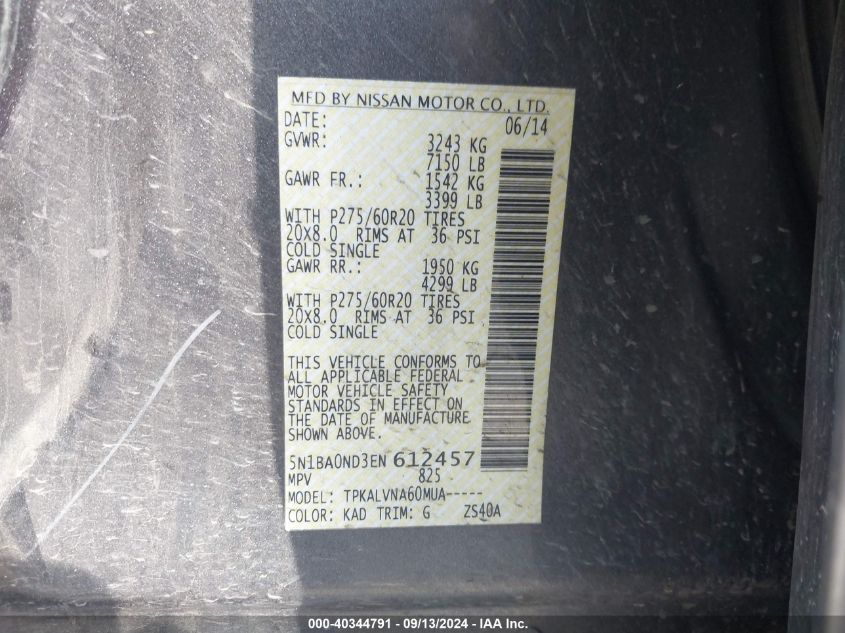 MFD BY NISSAN MOTOR CO., LTD.
DATE: 06/14
GVWR: 3243 KG
7150 LB
GAWR FR.: 1542 KG
3399 LB
WITH P275/60R20 TIRES
20X8.0 RIMS AT 36 PSI
COLD SINGLE
GAWR RR.: 1950 KG
4299 LB
WITH P275/60R20 TIRES
20X8.0 RIMS AT 36 PSI
COLD SINGLE
THIS VEHICLE CONFORMS TO
ALL APPLICABLE FEDERAL
MOTOR VEHICLE SAFETY
STANDARDS IN EFFECT ON
THE DATE OF MANUFACTURE
SHOWN ABOVE.
5N1BA0ND3EN 612457
MPV 825
MODEL: TPKALVNA60MUA-----
COLOR: KAD TRIM: G ZS40A
000-40344791 - 09/13/2024 - IAA Inc.